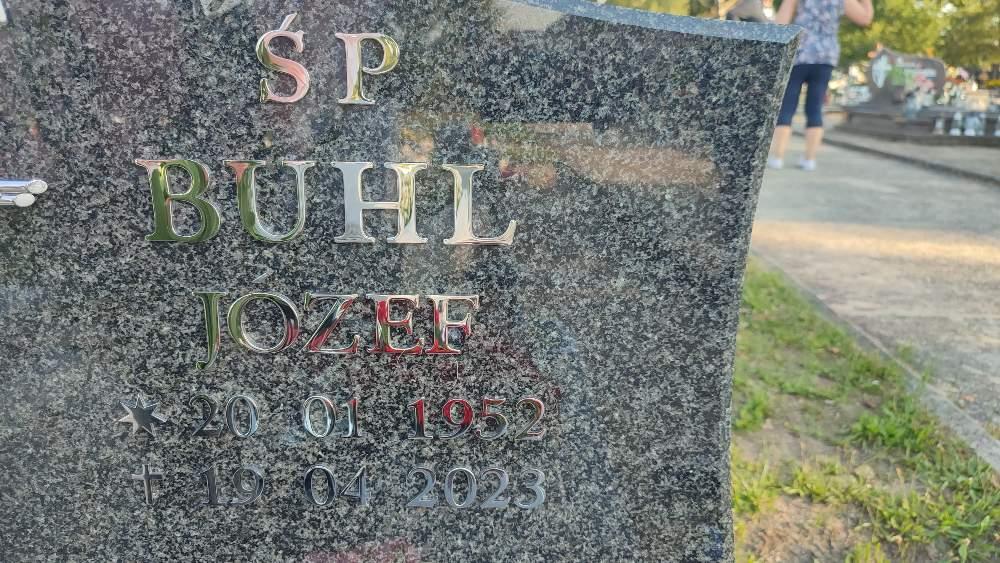 ŚP
BUHL
JÓZEF
* 20 01 1952
† 19 04 2023